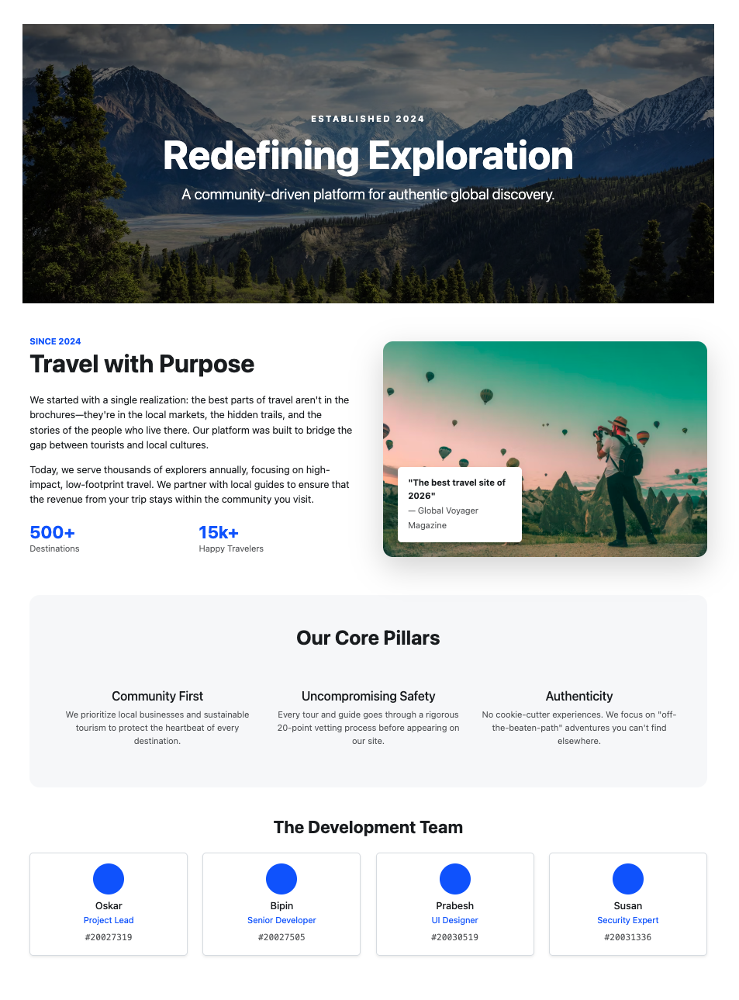 ESTABLISHED 2024
Redefining Exploration
A community-driven platform for authentic global discovery.
SINCE 2024
Travel with Purpose
We started with a single realization: the best parts of travel aren't in the
brochures—they're in the local markets, the hidden trails, and the
stories of the people who live there. Our platform was built to bridge the
gap between tourists and local cultures.
Today, we serve thousands of explorers annually, focusing on high-
impact, low-footprint travel. We partner with local guides to ensure that
the revenue from your trip stays within the community you visit.
500+
Destinations
15k+
Happy Travelers
"The best travel site of
2026"
— Global Voyager
Magazine
Our Core Pillars
Community First
We prioritize local businesses and sustainable
tourism to protect the heartbeat of every
destination.
Uncompromising Safety
Every tour and guide goes through a rigorous
20-point vetting process before appearing on
our site.
Authenticity
No cookie-cutter experiences. We focus on "off-
the-beaten-path" adventures you can't find
elsewhere.
The Development Team
Oskar
Project Lead
#20027319
Bipin
Senior Developer
#20027505
Prabesh
UI Designer
#20030519
Susan
Security Expert
#20031336